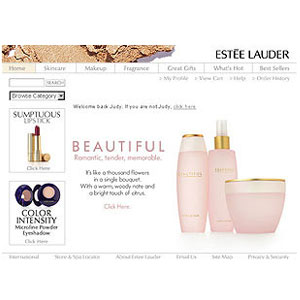 ESTĒE LAUDER
Home Skincare Makeup Fragrance Great Gifts What's Hot Best Sellers
My Profile View Cart Help Order History
SEARCH
Browse Category
Welcome back Judy. If you are not Judy, click here
SUMPTUOUS
LIPSTICK
Click Here
BEAUTIFUL
Romantic, tender, memorable.
It's like a thousand flowers
in a single bouquet.
With a warm, woody note and
a bright touch of citrus.
Click Here
COLOR
INTENSITY
Microfine Powder
Eyeshadow
Click Here
International Store & Spa Locator About Estee Lauder Email Us Site Map Privacy & Security